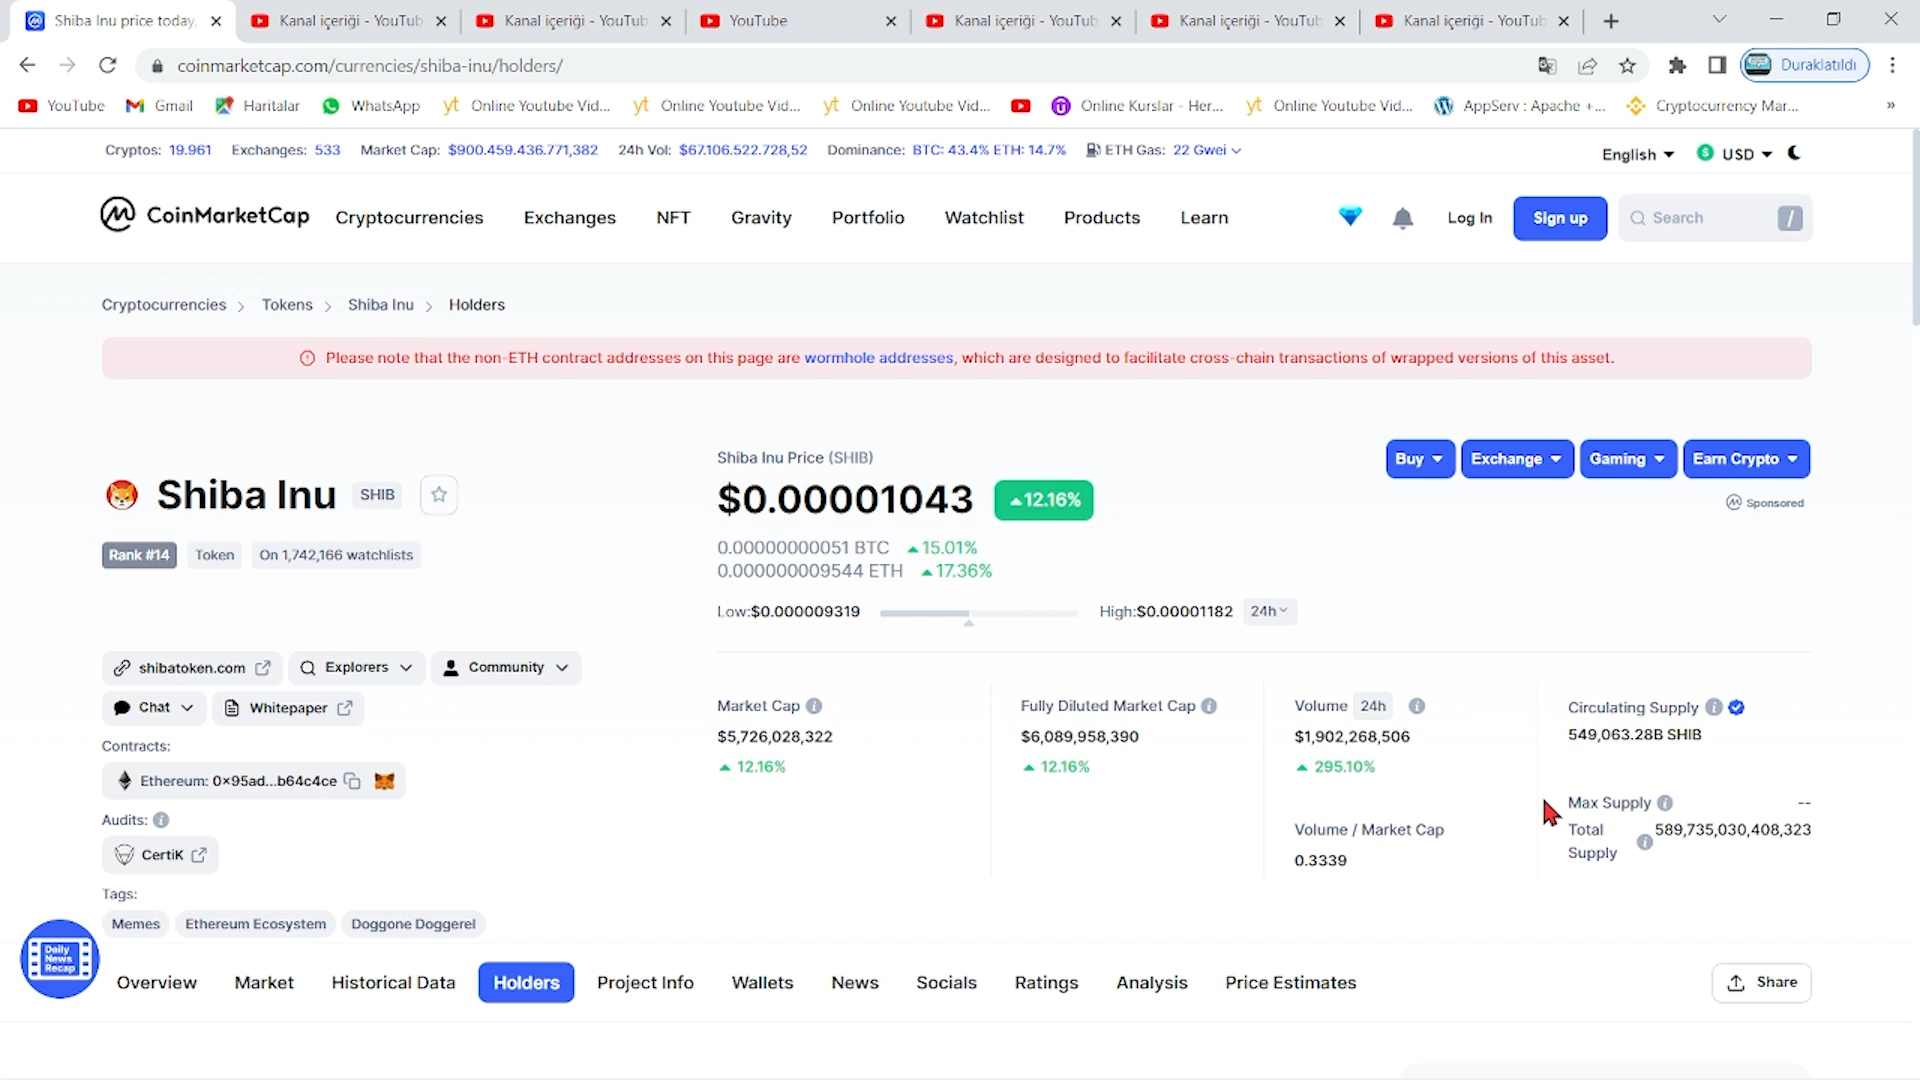 Shiba Inu price today,
Kanal içeriği - YouTub
Kanal içeriği - YouTub
YouTube
Kanal içeriği - YouTub
Kanal içeriği - YouTub
Kanal içeriği - YouTub
coinmarketcap.com/currencies/shiba-inu/holders/
Duraklatıldı
YouTube
Gmail
Haritalar
WhatsApp
yt Online Youtube Vid...
yt Online Youtube Vid...
yt Online Youtube Vid...
Online Kurslar - Her...
yt Online Youtube Vid...
AppServ : Apache +...
Cryptocurrency Mar...
»
Cryptos: 19.961 Exchanges: 533 Market Cap: $900.459.436.771,382 24h Vol: $67.106.522.728,52 Dominance: BTC: 43.4% ETH: 14.7% ETH Gas: 22 Gwei
English USD
CoinMarketCap Cryptocurrencies Exchanges NFT Gravity Portfolio Watchlist Products Learn Log In Sign up Search /
Cryptocurrencies > Tokens > Shiba Inu > Holders
Please note that the non-ETH contract addresses on this page are wormhole addresses, which are designed to facilitate cross-chain transactions of wrapped versions of this asset.
Shiba Inu SHIB
Rank #14 Token On 1,742,166 watchlists
Shiba Inu Price (SHIB)
$0.00001043 12.16%
0.00000000051 BTC 15.01%
0.000000009544 ETH 17.36%
Low:$0.000009319 High:$0.00001182 24h
Buy Exchange Gaming Earn Crypto
Sponsored
shibatoken.com Explorers Community
Chat Whitepaper
Contracts:
Ethereum: 0x95ad...b64c4ce
Audits:
CertiK
Tags:
Memes Ethereum Ecosystem Doggone Doggerel
Market Cap
$5,726,028,322
12.16%
Fully Diluted Market Cap
$6,089,958,390
12.16%
Volume 24h
$1,902,268,506
295.10%
Volume / Market Cap
0.3339
Circulating Supply
549,063.28B SHIB
Max Supply --
Total Supply 589,735,030,408,323
Daily
News
Recap
Overview Market Historical Data Holders Project Info Wallets News Socials Ratings Analysis Price Estimates Share